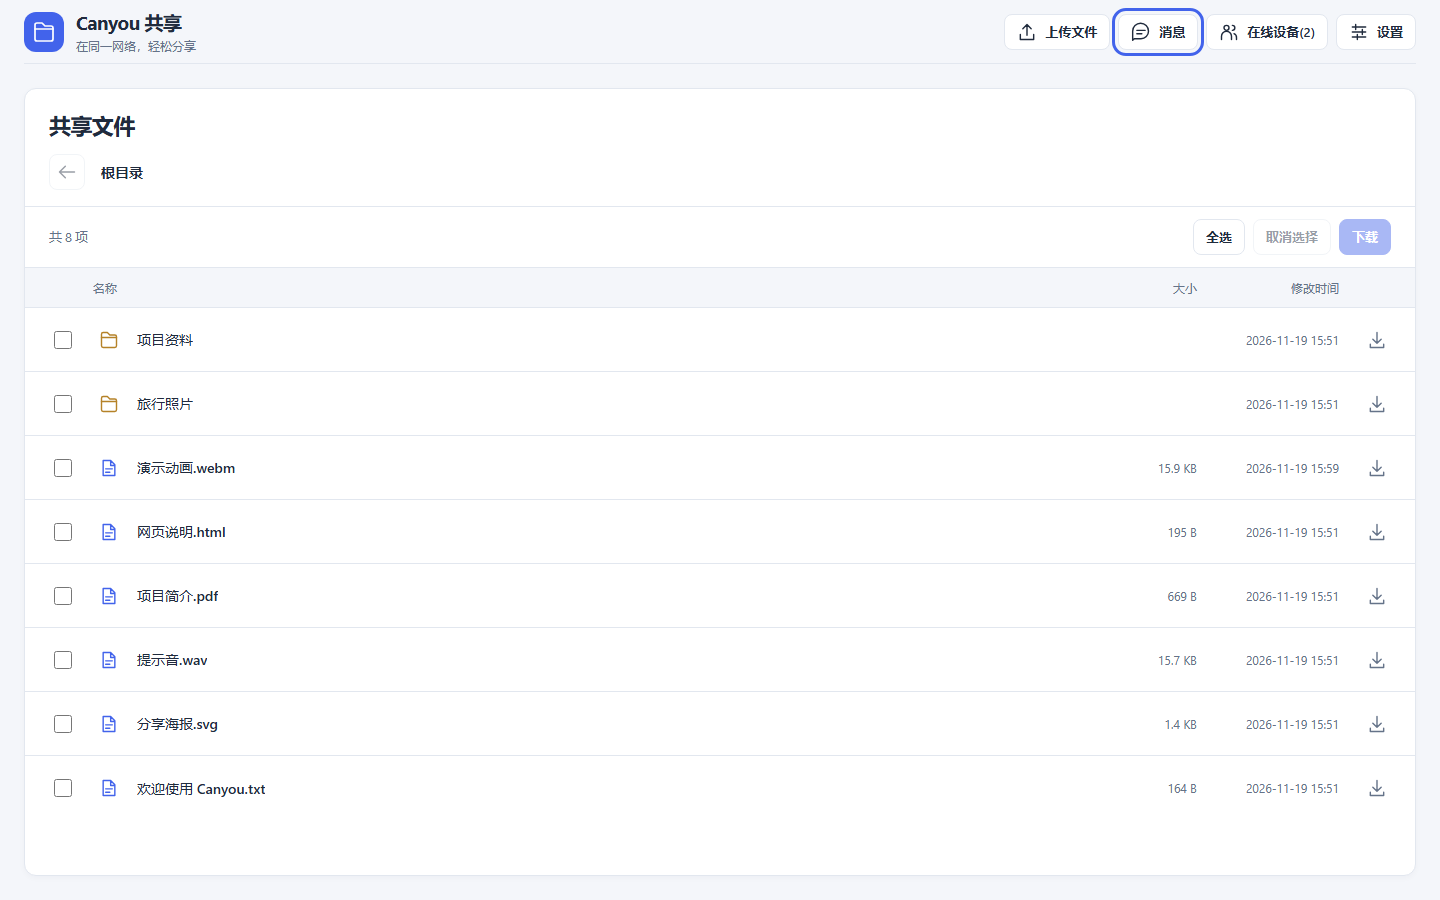 Canyou 共享
在同一网络，轻松分享
上传文件
消息
在线设备(2)
设置
共享文件
根目录
共 8 项
全选
取消选择
下载
名称 大小 修改时间
项目资料 2026-11-19 15:51
旅行照片 2026-11-19 15:51
演示动画.webm 15.9 KB 2026-11-19 15:59
网页说明.html 195 B 2026-11-19 15:51
项目简介.pdf 669 B 2026-11-19 15:51
提示音.wav 15.7 KB 2026-11-19 15:51
分享海报.svg 1.4 KB 2026-11-19 15:51
欢迎使用 Canyou.txt 164 B 2026-11-19 15:51